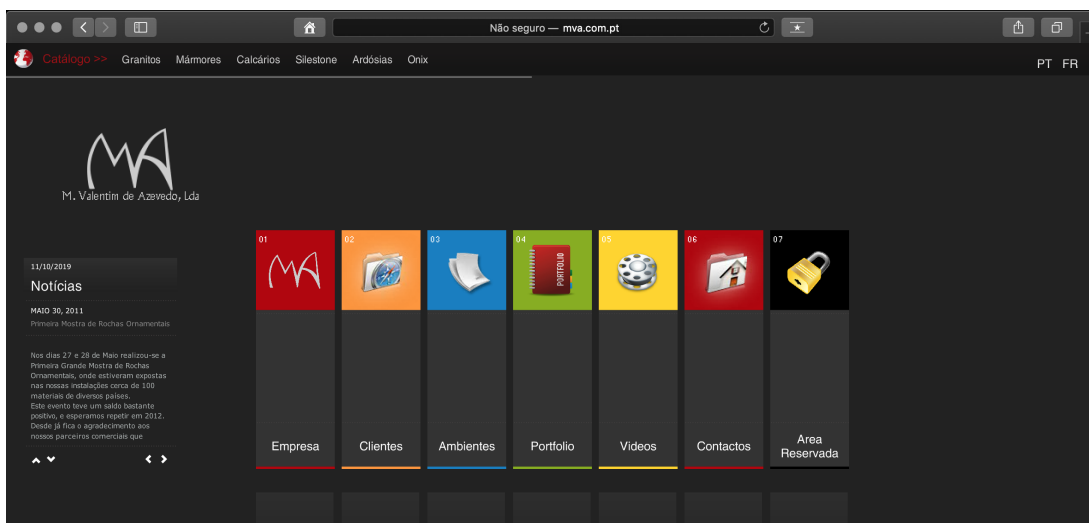 Não seguro — mva.com.pt
Catálogo >> Granitos Mármores Calcários Silestone Ardósias Onix
PT FR
MA
M. Valentim de Azevedo, Lda
01 02 03 04 05 06 07
MA
PORTFOLIO
11/10/2019
Notícias
MAIO 30, 2011
Primeira Mostra de Rochas Ornamentais
Nos dias 27 e 28 de Maio realizou-se a
Primeira Grande Mostra de Rochas
Ornamentais, onde estiveram expostas
nas nossas instalações cerca de 100
materiais de diversos países.
Este evento teve um saldo bastante
positivo, e esperamos repetir em 2012.
Desde já fica o agradecimento aos
nossos parceiros comerciais que
Empresa Clientes Ambientes Portfolio Videos Contactos Area
Reservada